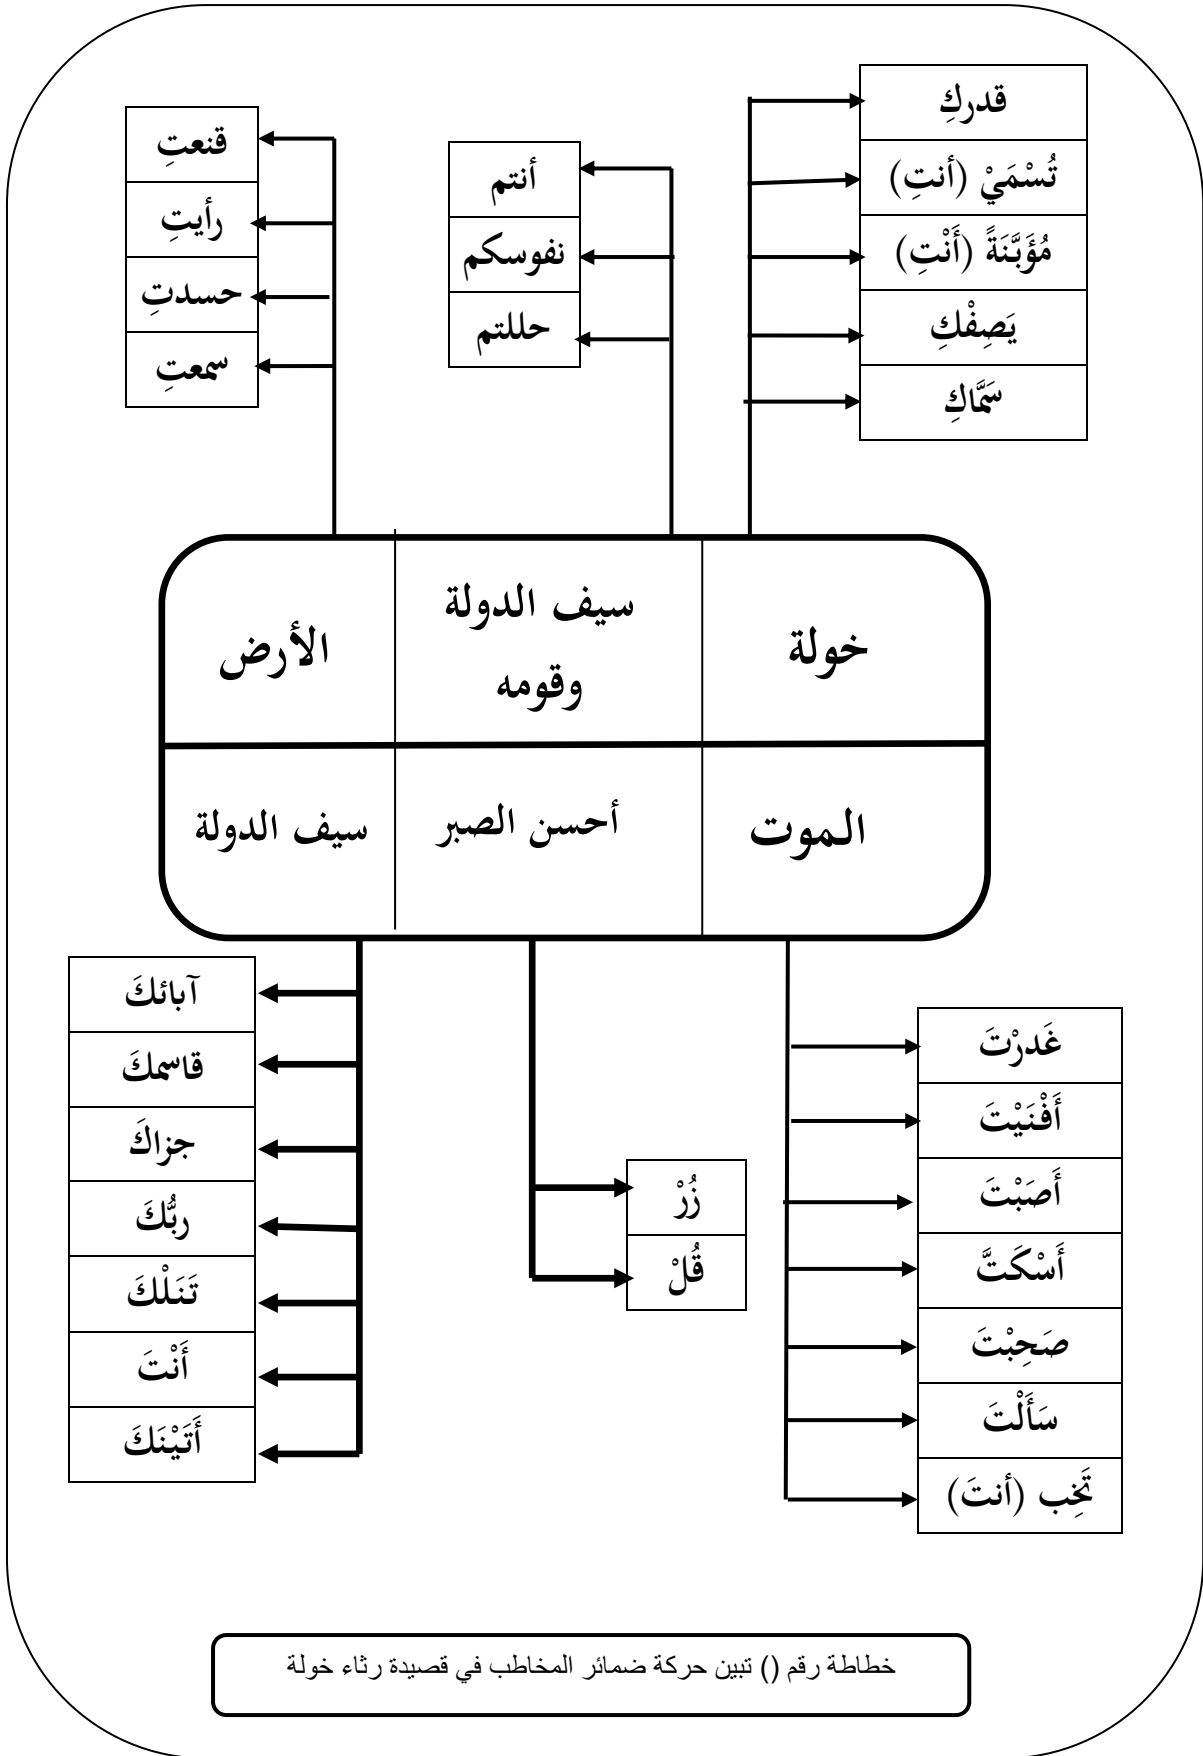 قدركِ
تُسْمَيْ (أنتِ)
مُؤَبَّنَةً (أَنْتِ)
يَصِفْكِ
سَمَّاكِ
أنتم
نفوسكم
حللتم
قنعتِ
رأيتِ
حسدتِ
سمعتِ
خولة
سيف الدولة
وقومه
الأرض
الموت
أحسن الصبر
سيف الدولة
غَدرْتَ
أَفْنَيْتَ
أَصَبْتَ
أَسْكَتَّ
صَحِبْتَ
سَأَلْتَ
تَخِب (أنتَ)
زُرْ
قُلْ
آبائكَ
قاسمكَ
جزاكَ
ربُّكَ
تَنَلْكَ
أَنْتَ
أَتَيْنَكَ
خطاطة رقم () تبين حركة ضمائر المخاطب في قصيدة رثاء خولة